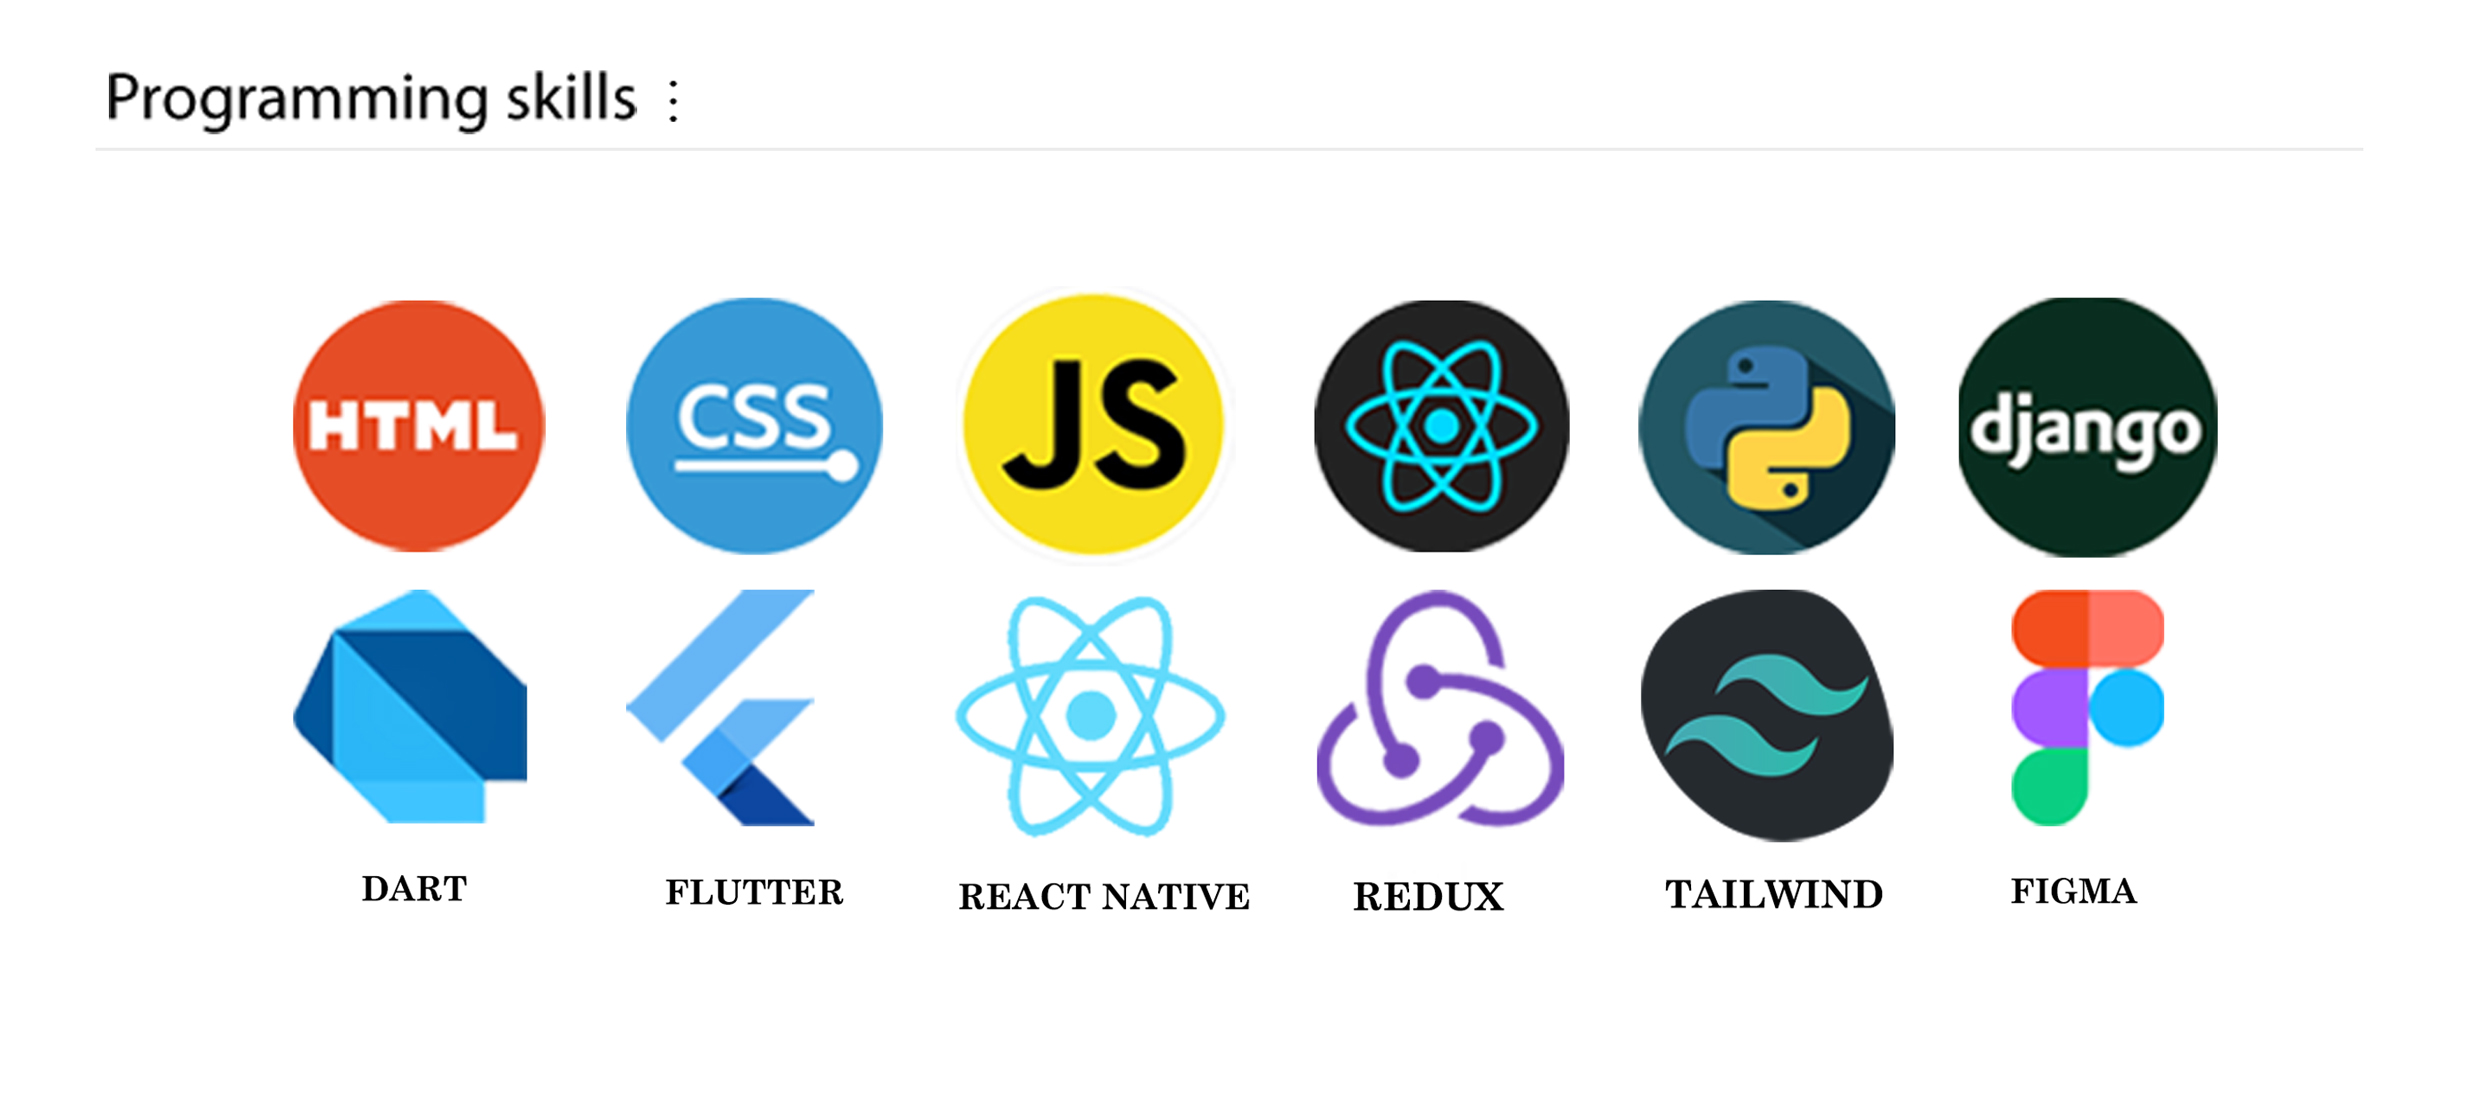 Programming skills ⋮
HTML CSS JS django
DART FLUTTER REACT NATIVE REDUX TAILWIND FIGMA